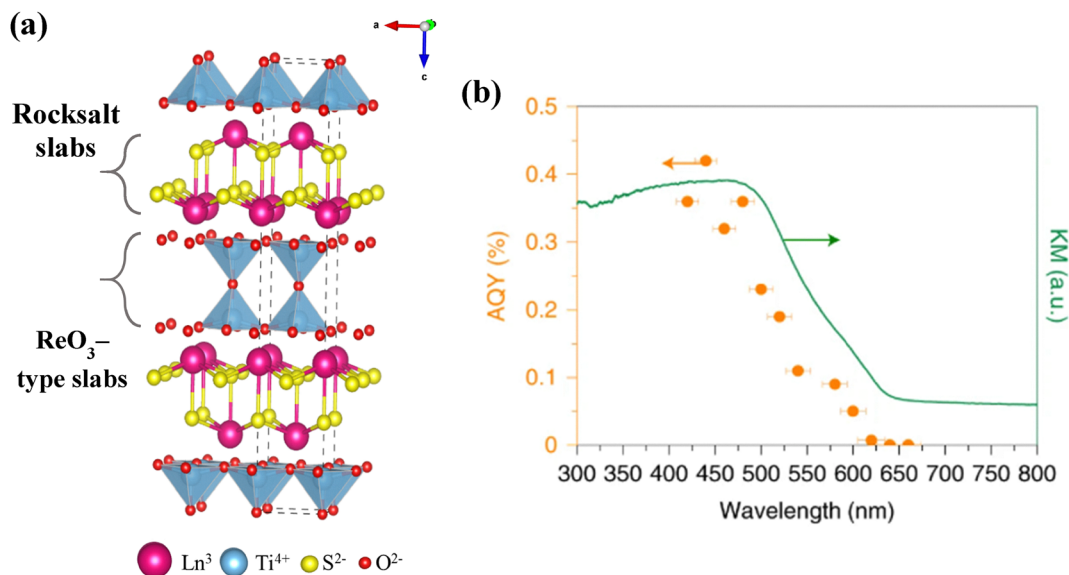 (a)
a
b
c
Rocksalt
slabs
ReO₃–
type slabs
Ln³ Ti⁴⁺ S²⁻ O²⁻
(b)
AQY (%)
0.5
0.4
0.3
0.2
0.1
0
300 350 400 450 500 550 600 650 700 750 800
Wavelength (nm)
KM (a.u.)